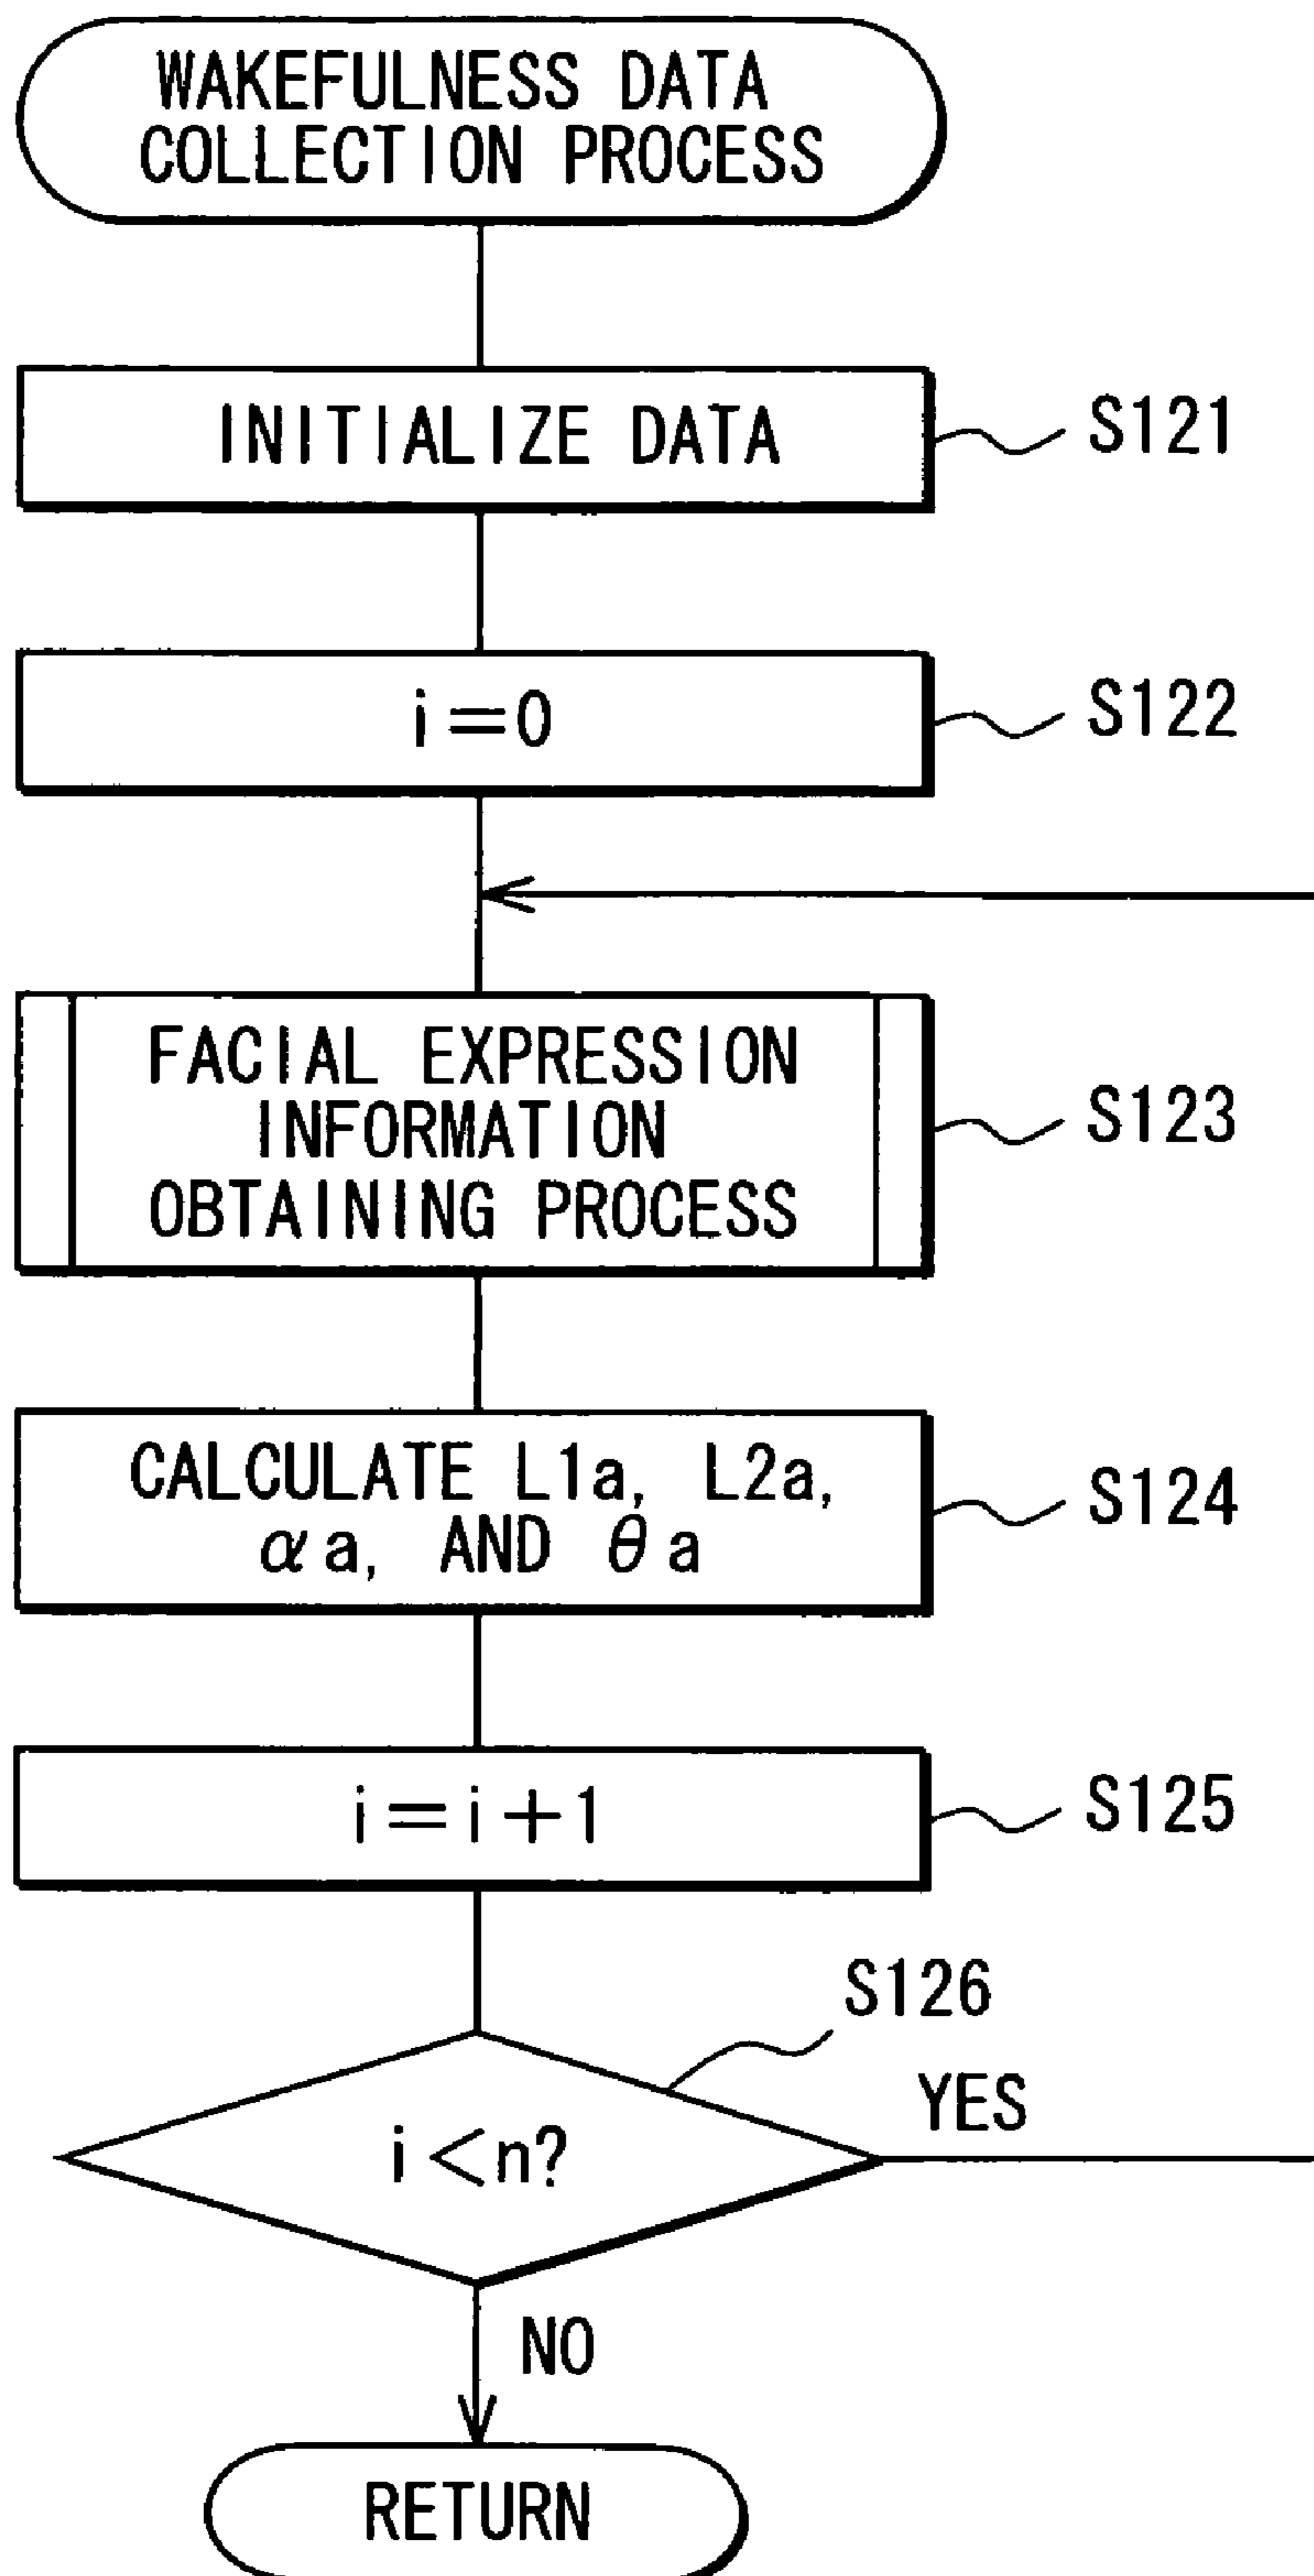 WAKEFULNESS DATA
COLLECTION PROCESS
INITIALIZE DATA
S121
i=0
S122
FACIAL EXPRESSION
INFORMATION
OBTAINING PROCESS
S123
CALCULATE L1a, L2a,
αa, AND θa
S124
i=i+1
S125
S126
i<n?
YES
NO
RETURN